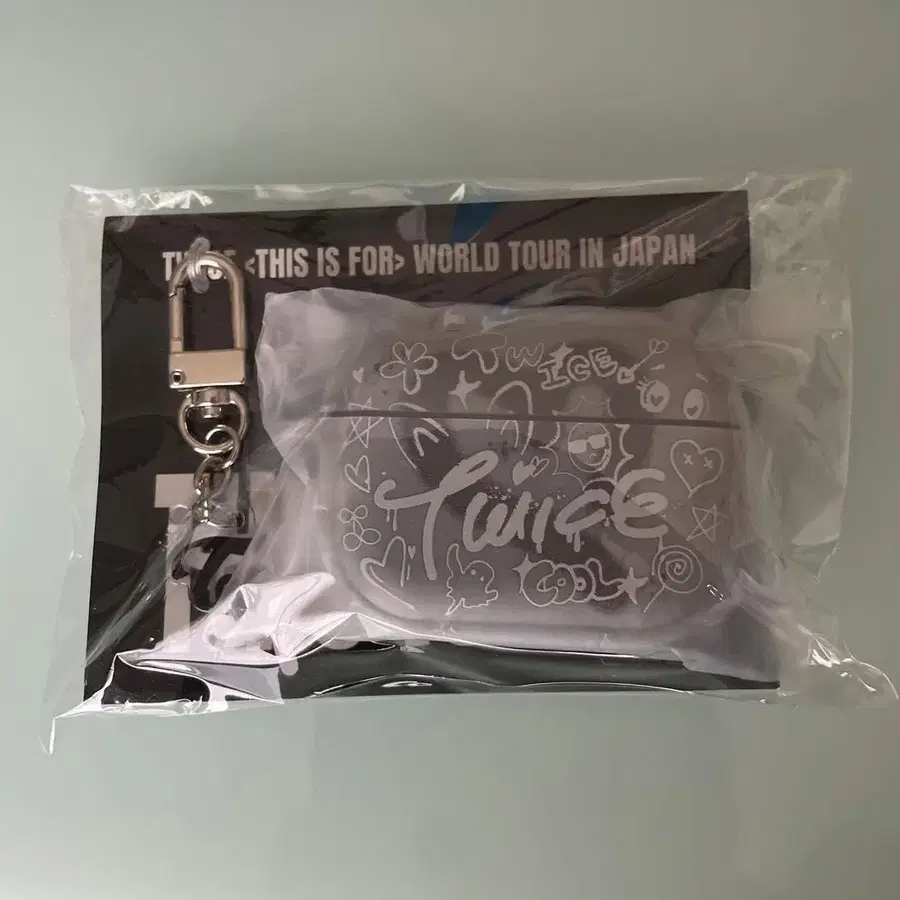 <THIS IS FOR> WORLD TOUR IN JAPAN
TWICE
Twice
COOL